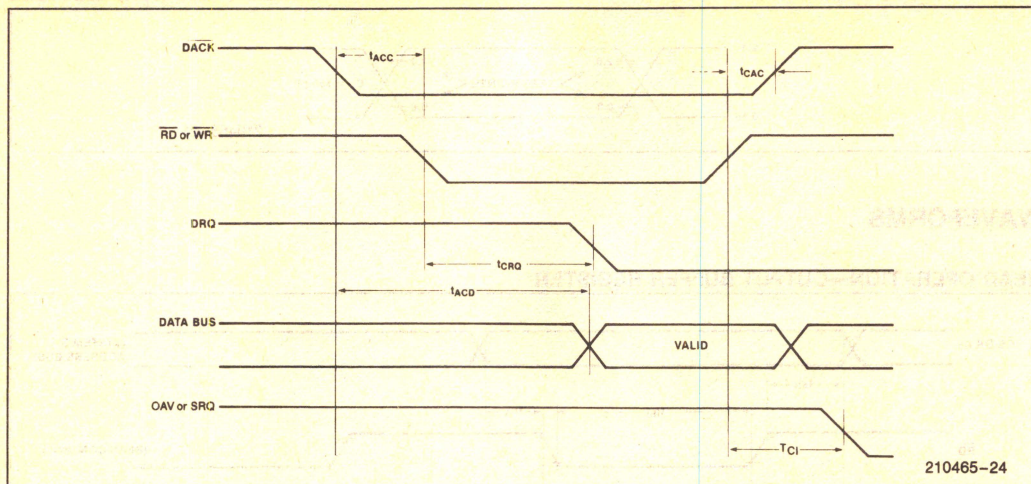 DACK
tACC
tCAC
RD or WR
DRQ
tCRQ
tACD
DATA BUS
VALID
OAV or SRQ
TCI
210465–24